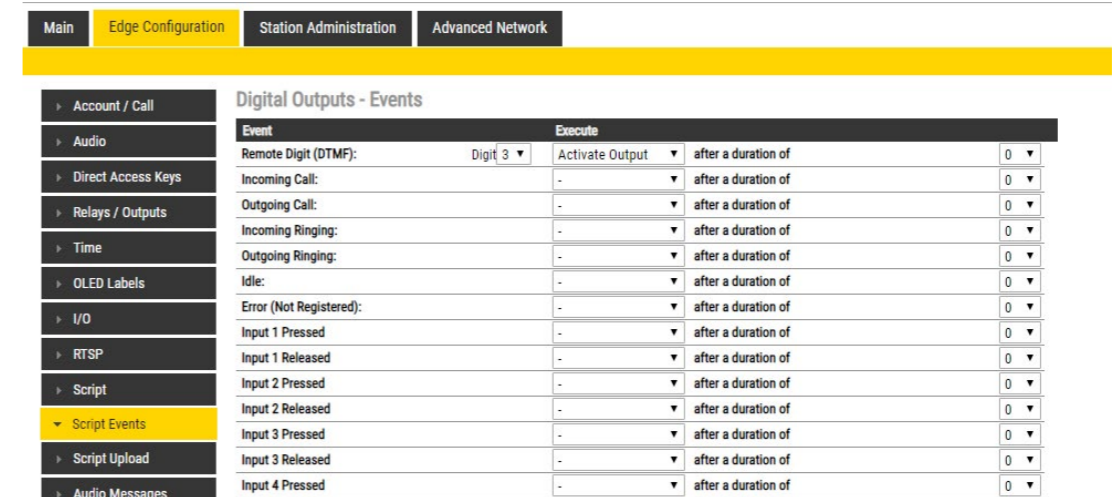 Main Edge Configuration Station Administration Advanced Network
Account / Call
Audio
Direct Access Keys
Relays / Outputs
Time
OLED Labels
I/O
RTSP
Script
Script Events
Script Upload
Audio Messages
Digital Outputs - Events
Event Execute
Remote Digit (DTMF): Digit 3 Activate Output after a duration of 0
Incoming Call: - after a duration of 0
Outgoing Call: - after a duration of 0
Incoming Ringing: - after a duration of 0
Outgoing Ringing: - after a duration of 0
Idle: - after a duration of 0
Error (Not Registered): - after a duration of 0
Input 1 Pressed - after a duration of 0
Input 1 Released - after a duration of 0
Input 2 Pressed - after a duration of 0
Input 2 Released - after a duration of 0
Input 3 Pressed - after a duration of 0
Input 3 Released - after a duration of 0
Input 4 Pressed - after a duration of 0